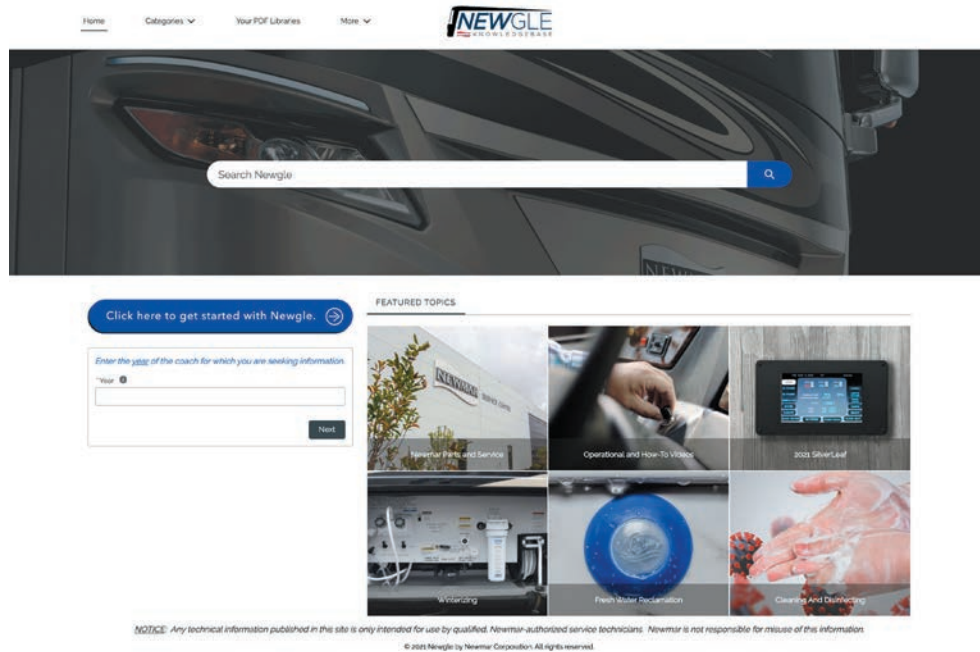 Home
Categories
Your PDF Libraries
More
NEWGLE
KNOWLEDGEBASE
Search Newgle
Click here to get started with Newgle.
FEATURED TOPICS
Enter the year of the coach for which you are seeking information.
*Year
Next
NEWMAR
SERVICE CENTER
Newmar Parts and Service
Operational and How-To Videos
2021 SilverLeaf
Winterizing
Fresh Water Reclamation
Cleaning And Disinfecting
NOTICE: Any technical information published in this site is only intended for use by qualified, Newmar-authorized service technicians. Newmar is not responsible for misuse of this information.
© 2021 Newgle by Newmar Corporation. All rights reserved.